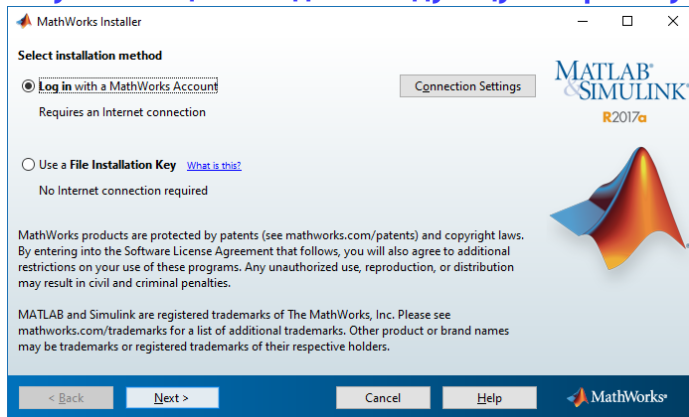 MathWorks Installer
Select installation method
Log in with a MathWorks Account
Connection Settings
Requires an Internet connection
MATLAB®
&SIMULINK®
R2017a
Use a File Installation Key What is this?
No Internet connection required
MathWorks products are protected by patents (see mathworks.com/patents) and copyright laws.
By entering into the Software License Agreement that follows, you will also agree to additional
restrictions on your use of these programs. Any unauthorized use, reproduction, or distribution
may result in civil and criminal penalties.
MATLAB and Simulink are registered trademarks of The MathWorks, Inc. Please see
mathworks.com/trademarks for a list of additional trademarks. Other product or brand names
may be trademarks or registered trademarks of their respective holders.
< Back
Next >
Cancel
Help
MathWorks®